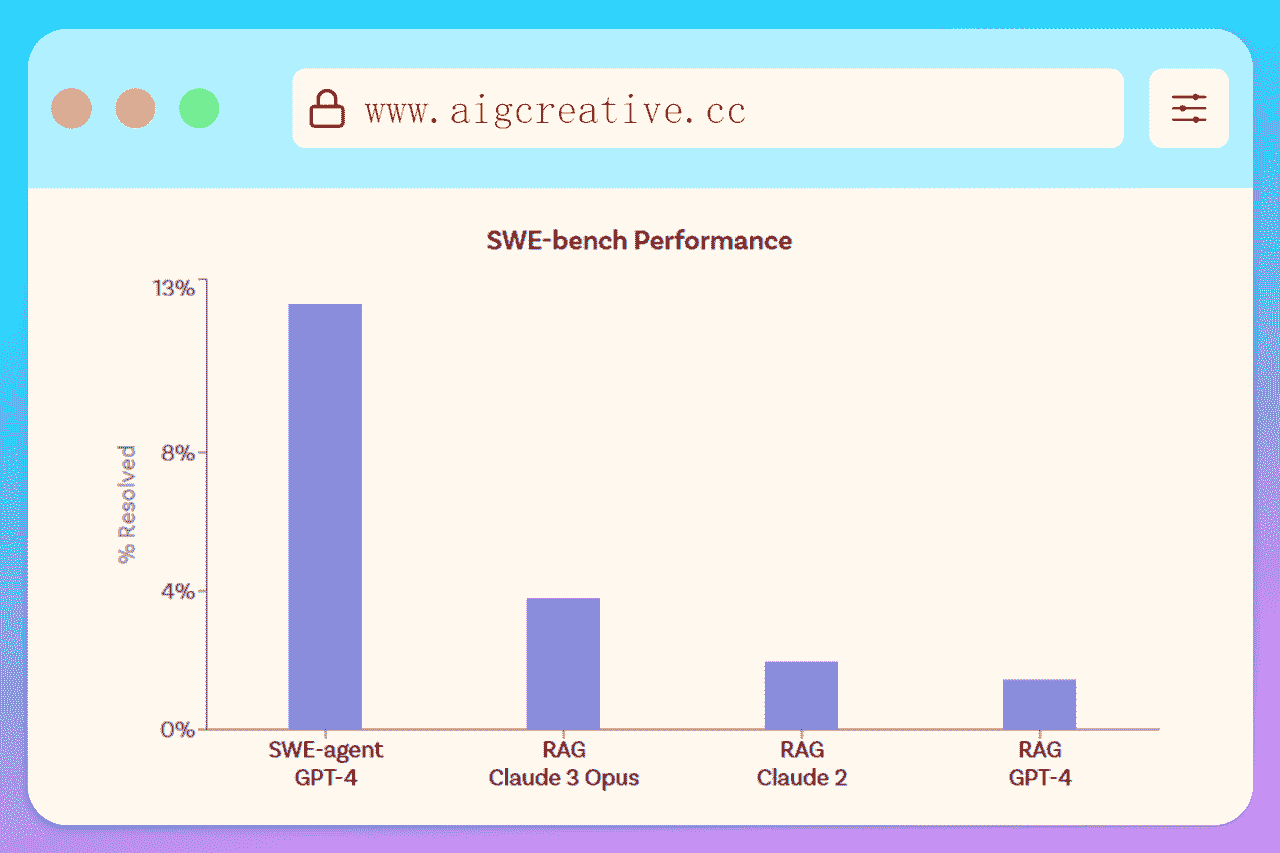 www.aigcreative.cc
SWE-bench Performance
% Resolved
13%
8%
4%
0%
SWE-agent
GPT-4
RAG
Claude 3 Opus
RAG
Claude 2
RAG
GPT-4